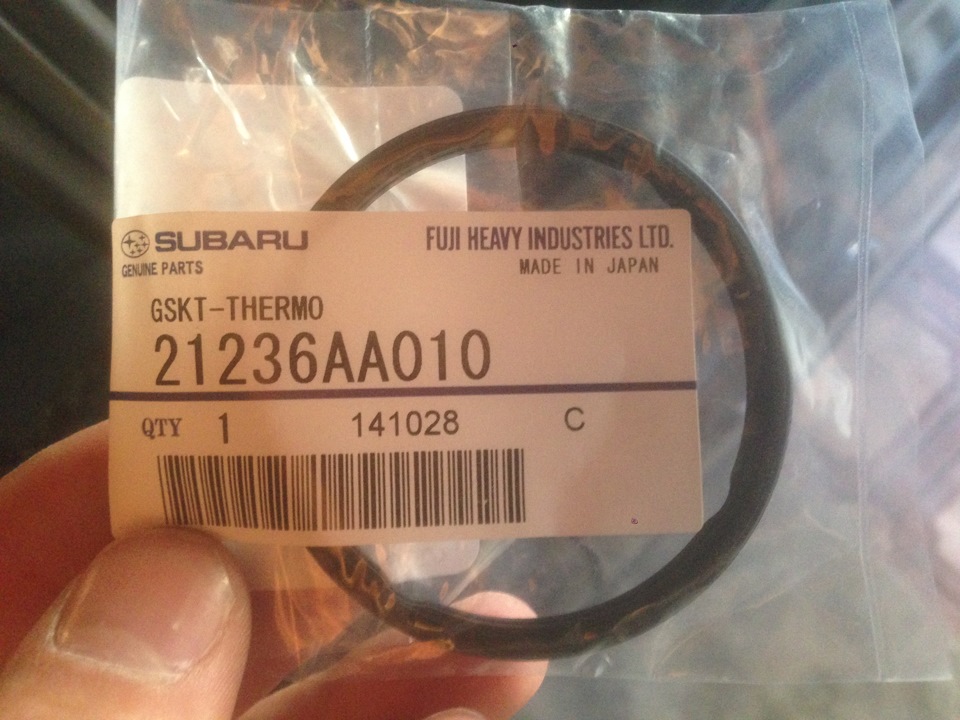 SUBARU
FUJI HEAVY INDUSTRIES LTD.
GENUINE PARTS
MADE IN JAPAN
GSKT-THERMO
21236AA010
QTY 1 141028 C